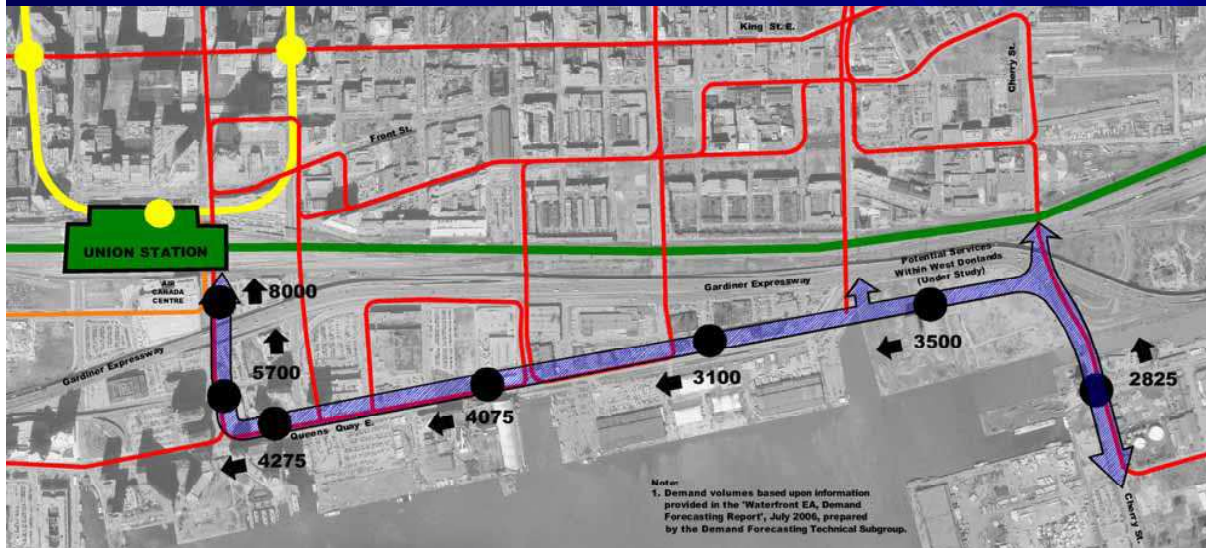 King St. E.
Cherry St.
Front St.
UNION STATION
AIR
CANADA
CENTRE
8000
Potential Services
Within West Donlands
(Under Study)
Gardiner Expressway
3500
Gardiner Expressway
5700
3100
2825
4075
Queens Quay E.
4275
Note:
1. Demand volumes based upon information
provided in the 'Waterfront EA, Demand
Forecasting Report', July 2006, prepared
by the Demand Forecasting Technical Subgroup.
Cherry St.